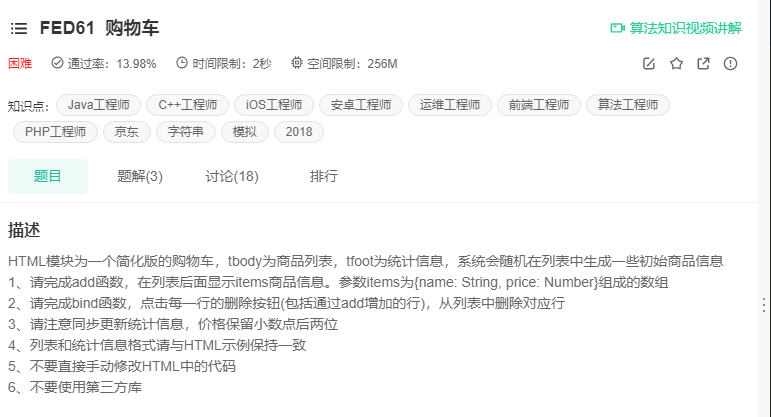 FED61 购物车
算法知识视频讲解
困难 通过率：13.98% 时间限制：2秒 空间限制：256M
知识点： Java工程师 C++工程师 iOS工程师 安卓工程师 运维工程师 前端工程师 算法工程师
PHP工程师 京东 字符串 模拟 2018
题目 题解(3) 讨论(18) 排行
描述
HTML模块为一个简化版的购物车，tbody为商品列表，tfoot为统计信息，系统会随机在列表中生成一些初始商品信息
1、请完成add函数，在列表后面显示items商品信息。参数items为{name: String, price: Number}组成的数组
2、请完成bind函数，点击每一行的删除按钮(包括通过add增加的行)，从列表中删除对应行
3、请注意同步更新统计信息，价格保留小数点后两位
4、列表和统计信息格式请与HTML示例保持一致
5、不要直接手动修改HTML中的代码
6、不要使用第三方库